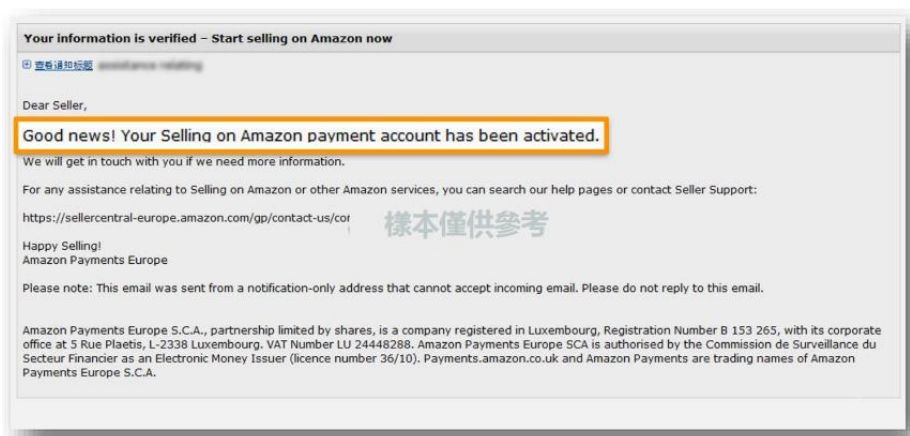 Your information is verified – Start selling on Amazon now
查看通知标题 assistance relating
Dear Seller,
Good news! Your Selling on Amazon payment account has been activated.
We will get in touch with you if we need more information.
For any assistance relating to Selling on Amazon or other Amazon services, you can search our help pages or contact Seller Support:
https://sellercentral-europe.amazon.com/gp/contact-us/cor
樣本僅供參考
Happy Selling!
Amazon Payments Europe
Please note: This email was sent from a notification-only address that cannot accept incoming email. Please do not reply to this email.
Amazon Payments Europe S.C.A., partnership limited by shares, is a company registered in Luxembourg, Registration Number B 153 265, with its corporate
office at 5 Rue Plaetis, L-2338 Luxembourg. VAT Number LU 24448288. Amazon Payments Europe SCA is authorised by the Commission de Surveillance du
Secteur Financier as an Electronic Money Issuer (licence number 36/10). Payments.amazon.co.uk and Amazon Payments are trading names of Amazon
Payments Europe S.C.A.